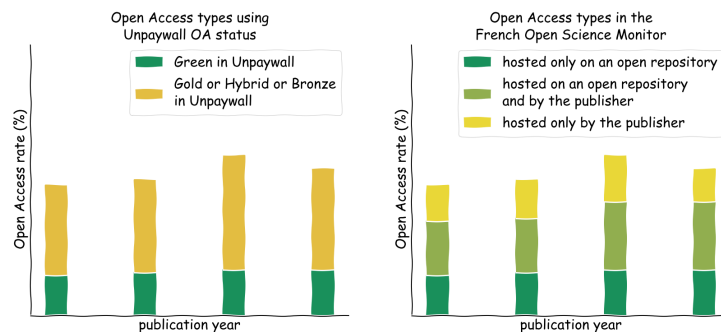 Open Access types using
Unpaywall OA status
Green in Unpaywall
Gold or Hybrid or Bronze
in Unpaywall
Open Access rate (%)
publication year
Open Access types in the
French Open Science Monitor
hosted only on an open repository
hosted on an open repository
and by the publisher
hosted only by the publisher
Open Access rate (%)
publication year